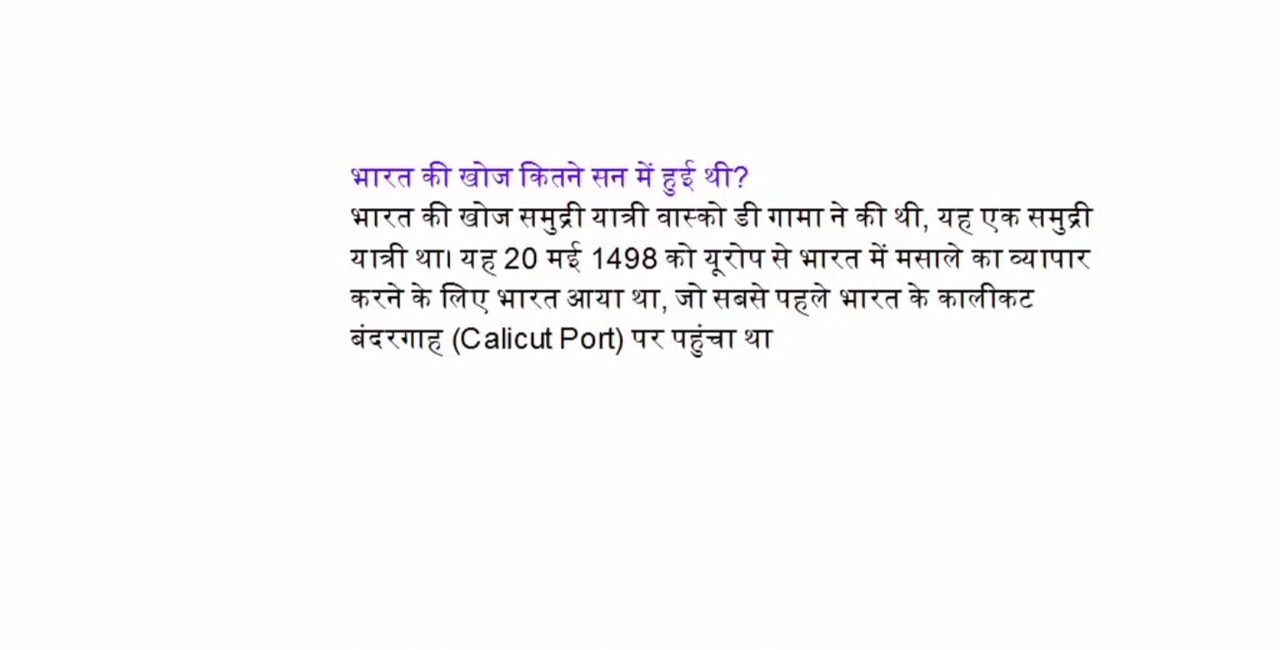 भारत की खोज कितने सन में हुई थी?
भारत की खोज समुद्री यात्री वास्को डी गामा ने की थी, यह एक समुद्री
यात्री था। यह 20 मई 1498 को यूरोप से भारत में मसाले का व्यापार
करने के लिए भारत आया था, जो सबसे पहले भारत के कालीकट
बंदरगाह (Calicut Port) पर पहुंचा था